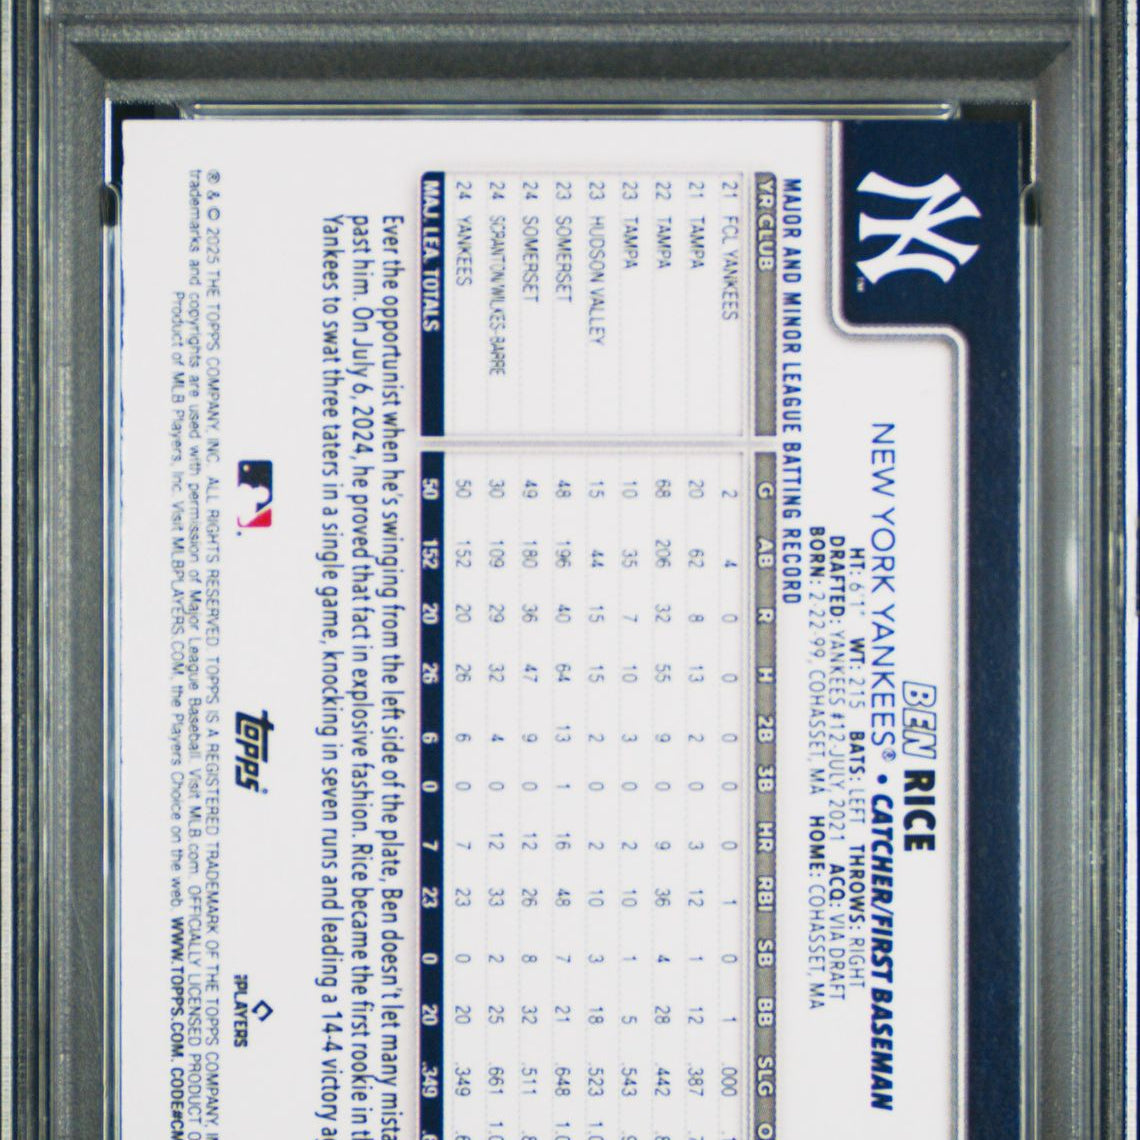 BEN RICE
NEW YORK YANKEES® • CATCHER/FIRST BASEMAN
HT: 6'1" WT: 215 BATS: LEFT THROWS: RIGHT
DRAFTED: YANKEES #12-JULY, 2021 ACQ: VIA DRAFT
BORN: 2-22-99, COHASSET, MA HOME: COHASSET, MA
MAJOR AND MINOR LEAGUE BATTING RECORD
YR CLUB G AB R H 2B 3B HR RBI SB BB SLG O
21 FCL YANKEES 2 4 0 0 0 0 0 1 0 1 .000
21 TAMPA 20 62 8 13 2 0 3 12 1 12 .387
22 TAMPA 68 206 32 55 9 0 9 36 4 28 .442
23 TAMPA 10 35 7 10 3 0 2 10 1 5 .543
23 HUDSON VALLEY 15 44 15 15 2 0 2 10 3 18 .523 1.0
23 SOMERSET 48 196 40 64 13 1 16 48 7 21 .648 1.0
24 SOMERSET 49 180 36 47 9 0 12 26 8 32 .511 .8
24 SCRANTON/WILKES-BARRE 30 109 29 32 4 0 12 33 2 25 .661 1.0
24 YANKEES 50 152 20 26 6 0 7 23 0 20 .349 .6
MAJ. LEA. TOTALS 50 152 20 26 6 0 7 23 0 20 .349 .6
Ever the opportunist when he's swinging from the left side of the plate, Ben doesn't let many mista
past him. On July 6, 2024, he proved that fact in explosive fashion. Rice became the first rookie in t
Yankees to swat three taters in a single game, knocking in seven runs and leading a 14-4 victory a
topps
PLAYERS
® & © 2025 THE TOPPS COMPANY, INC. ALL RIGHTS RESERVED. TOPPS IS A REGISTERED TRADEMARK OF THE TOPPS COMPANY, I
trademarks and copyrights are used with permission of Major League Baseball. Visit MLB.com. OFFICIALLY LICENSED PRODUCT O
Product of MLB Players, Inc. Visit MLBPLAYERS.COM, the Players Choice on the web. WWW.TOPPS.COM. CODE#CM